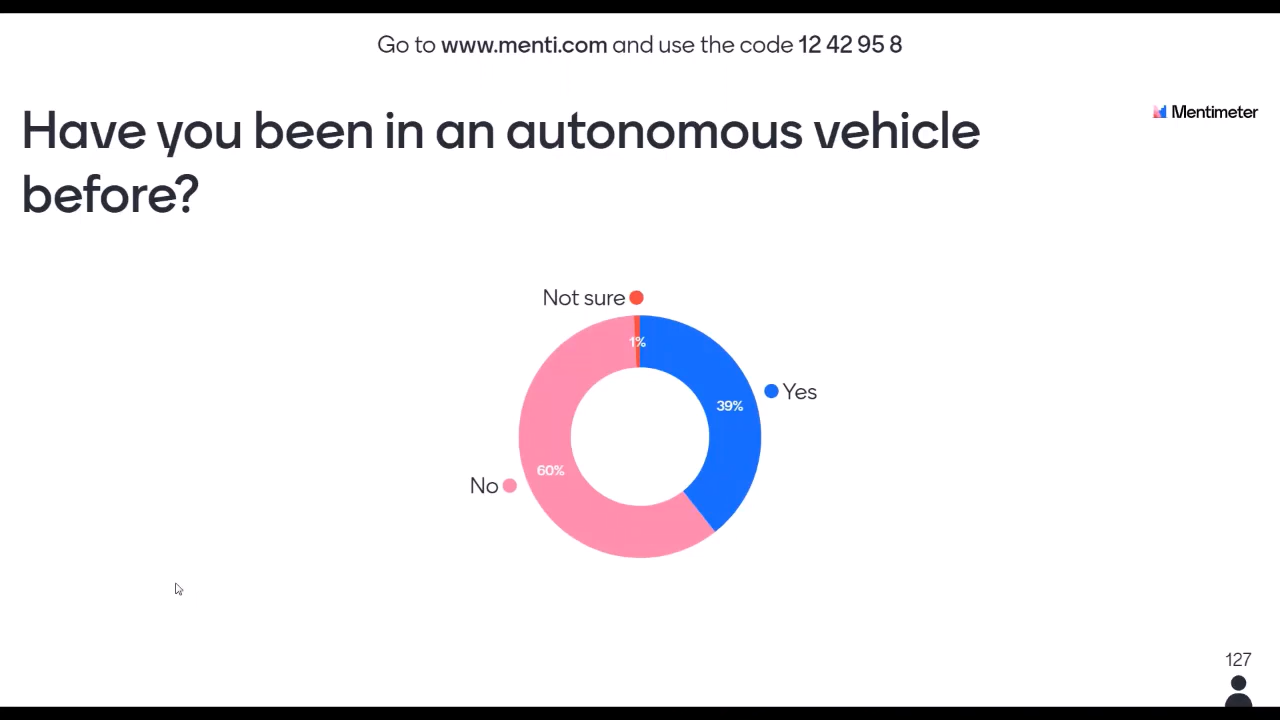 Go to www.menti.com and use the code 12 42 95 8
Mentimeter
Have you been in an autonomous vehicle
before?
Not sure
1%
Yes
39%
60%
No
127